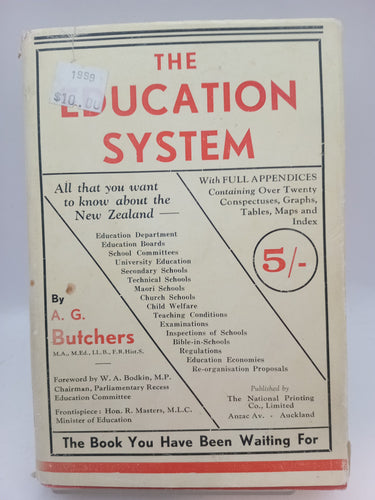 THE
1959
$10.00
EDUCATION
SYSTEM
All that you want
to know about the
New Zealand —
With FULL APPENDICES
Containing Over Twenty
Conspectuses, Graphs,
Tables, Maps and
Index
5/-
Education Department
Education Boards
School Committees
University Education
Secondary Schools
Technical Schools
Maori Schools
Church Schools
Child Welfare
Teaching Conditions
Examinations
Inspections of Schools
Bible-in-Schools
Regulations
Education Economies
Re-organisation Proposals
By
A. G.
Butchers
M.A., M.Ed., LL.B., F.R.Hist.S.
Foreword by W. A. Bodkin, M.P.
Chairman, Parliamentary Recess
Education Committee
Frontispiece: Hon. R. Masters, M.L.C.
Minister of Education
Published by
The National Printing
Co., Limited
Anzac Av. - Auckland
The Book You Have Been Waiting For